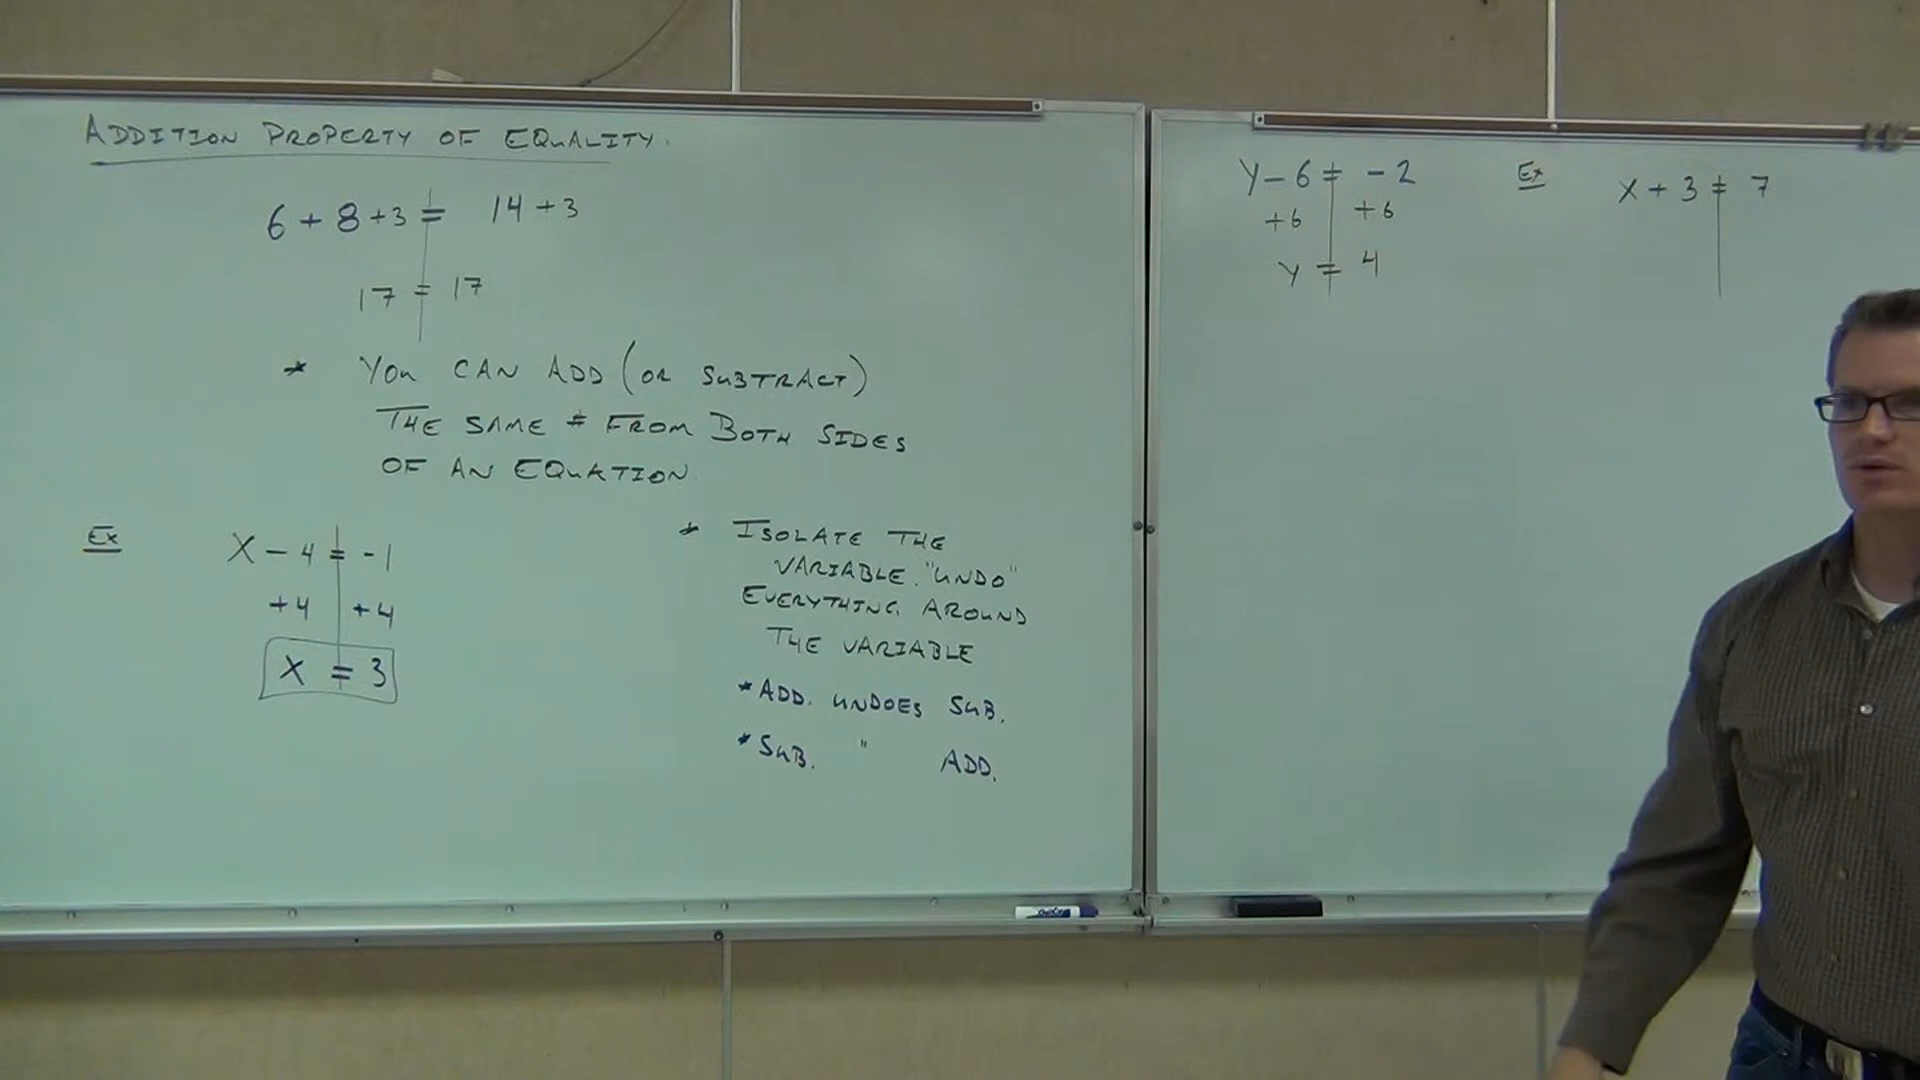 ADDITION PROPERTY OF EQUALITY.
6 + 8 + 3 = 14 + 3
17 = 17
* YOU CAN ADD (OR SUBTRACT)
THE SAME # FROM BOTH SIDES
OF AN EQUATION
Ex X - 4 = -1
+4 +4
X = 3
* ISOLATE THE
VARIABLE. "UNDO"
EVERYTHING AROUND
THE VARIABLE
* ADD. UNDOES SUB.
* SUB. " ADD.
Y - 6 = -2
+6 +6
Y = 4
Ex X + 3 = 7